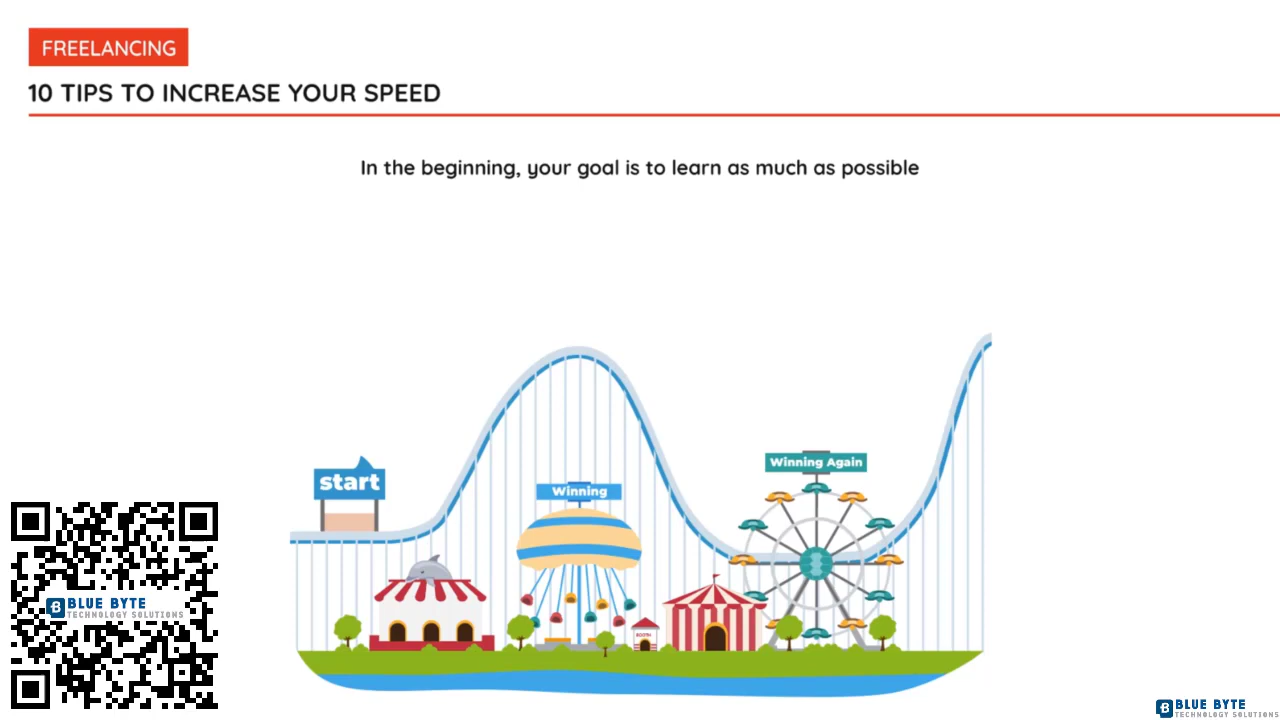 FREELANCING
10 TIPS TO INCREASE YOUR SPEED
In the beginning, your goal is to learn as much as possible
start
Winning
Winning Again
BOOTH
BLUE BYTE
TECHNOLOGY SOLUTIONS
BLUE BYTE
TECHNOLOGY SOLUTIONS